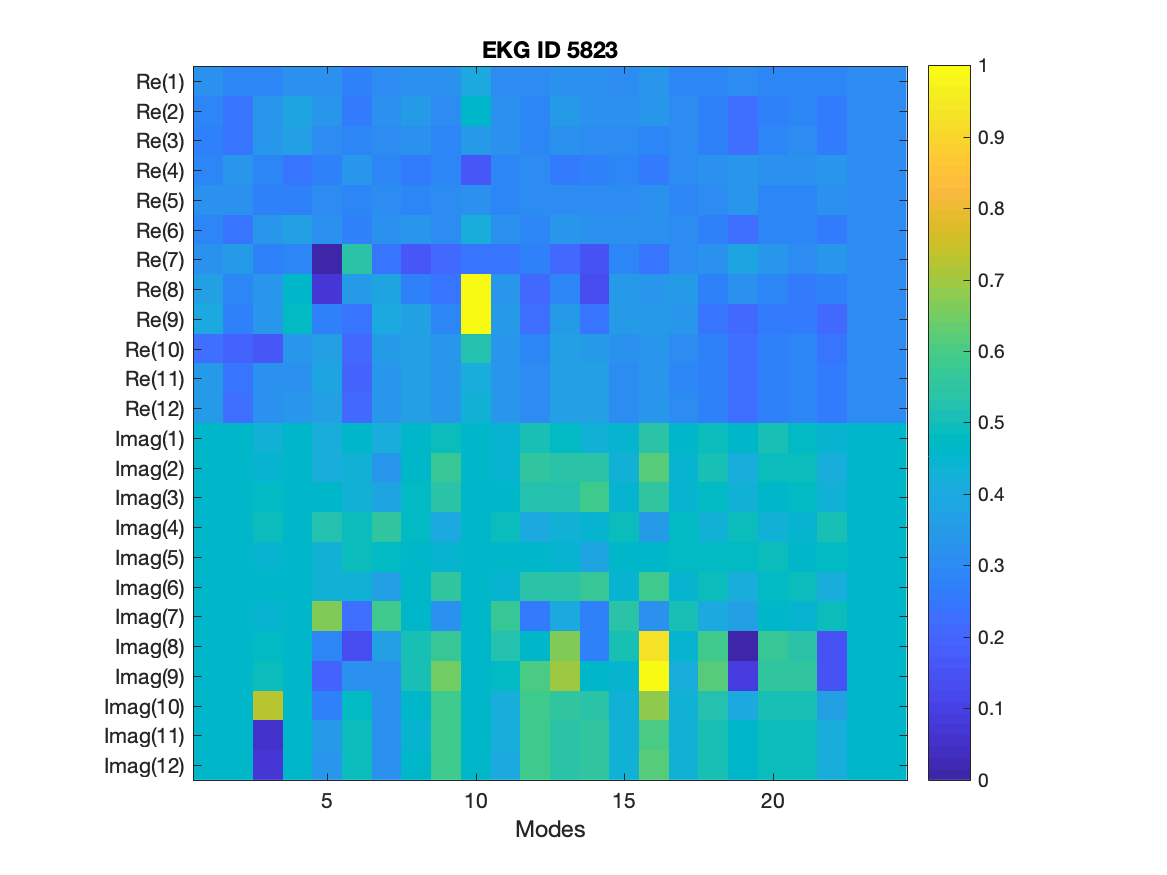 EKG ID 5823
Re(1)
Re(2)
Re(3)
Re(4)
Re(5)
Re(6)
Re(7)
Re(8)
Re(9)
Re(10)
Re(11)
Re(12)
Imag(1)
Imag(2)
Imag(3)
Imag(4)
Imag(5)
Imag(6)
Imag(7)
Imag(8)
Imag(9)
Imag(10)
Imag(11)
Imag(12)
5 10 15 20
Modes
1
0.9
0.8
0.7
0.6
0.5
0.4
0.3
0.2
0.1
0